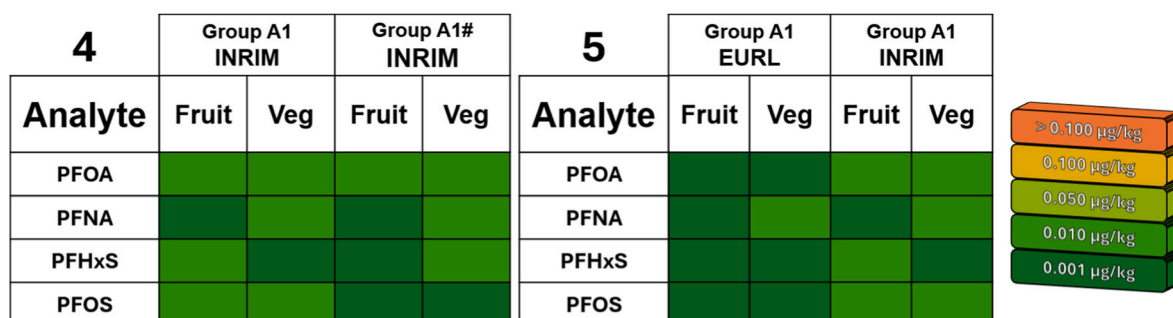 4
Group A1
INRIM
Group A1#
INRIM
Analyte Fruit Veg Fruit Veg
PFOA
PFNA
PFHxS
PFOS
5
Group A1
EURL
Group A1
INRIM
Analyte Fruit Veg Fruit Veg
PFOA
PFNA
PFHxS
PFOS
> 0.100 µg/kg
0.100 µg/kg
0.050 µg/kg
0.010 µg/kg
0.001 µg/kg